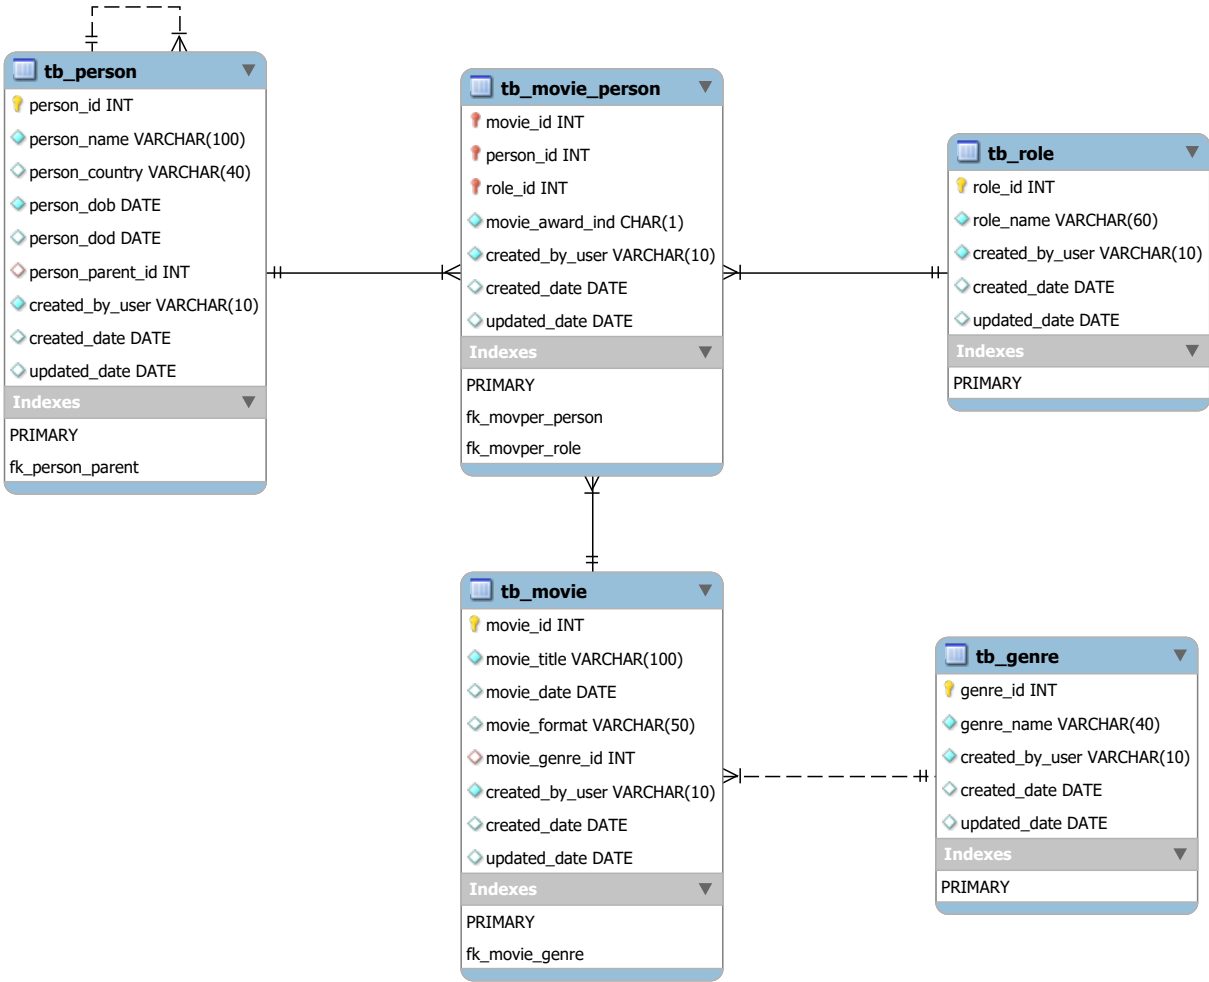 tb_person
person_id INT
person_name VARCHAR(100)
person_country VARCHAR(40)
person_dob DATE
person_dod DATE
person_parent_id INT
created_by_user VARCHAR(10)
created_date DATE
updated_date DATE
Indexes
PRIMARY
fk_person_parent
tb_movie_person
movie_id INT
person_id INT
role_id INT
movie_award_ind CHAR(1)
created_by_user VARCHAR(10)
created_date DATE
updated_date DATE
Indexes
PRIMARY
fk_movper_person
fk_movper_role
tb_role
role_id INT
role_name VARCHAR(60)
created_by_user VARCHAR(10)
created_date DATE
updated_date DATE
Indexes
PRIMARY
tb_movie
movie_id INT
movie_title VARCHAR(100)
movie_date DATE
movie_format VARCHAR(50)
movie_genre_id INT
created_by_user VARCHAR(10)
created_date DATE
updated_date DATE
Indexes
PRIMARY
fk_movie_genre
tb_genre
genre_id INT
genre_name VARCHAR(40)
created_by_user VARCHAR(10)
created_date DATE
updated_date DATE
Indexes
PRIMARY